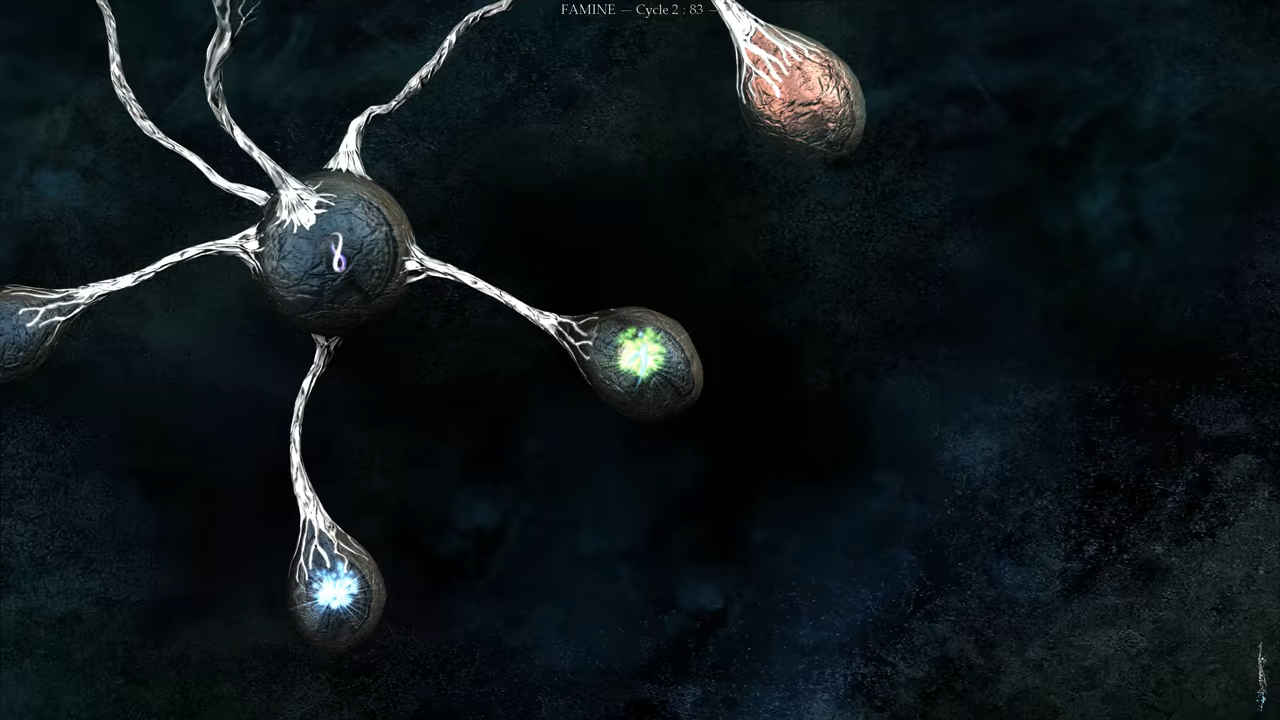 FAMINE — Cycle 2 : 83 —